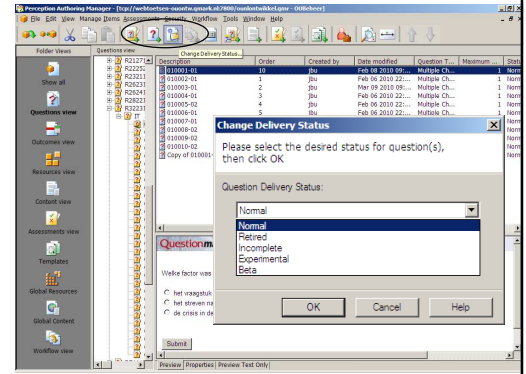 Perception Authoring Manager - [tcp://webtoetsen-ouontw.qmark.nl:7800/ouwiontwikkel.qmr - OUBeheer]
File Edit View Manage Items Assessments Security Workflow Tools Window Help
Change Delivery Status...
Folder Views
Questions view
Show all
Questions view
Outcomes view
Resources view
Content view
Assessments view
Templates
Global Resources
Global Content
Workflow view
R2321
R2621
R2824
R2822
R3223
IT
Description Order Created by Date modified Question T... Maximum ... Statu
010001-01 10 jbu Feb 08 2010 09:... Multiple Ch... 1 Norm
010002-01 1 jbu Feb 06 2010 22:... Multiple Ch... 1 Norm
010003-01 2 jbu Mar 09 2010 09:... Multiple Ch... 1 Norm
010004-01 3 jbu Feb 06 2010 22:... Multiple Ch... 1 Norm
010005-02 4 jbu Feb 06 2010 22:... Multiple Ch... 1 Norm
010006-01 5 jbu Feb 06 2010 22:... Multiple Ch... 1 Norm
010007-01
010008-02
010009-02
010010-02
Copy of 010001-
Change Delivery Status
Please select the desired status for question(s),
then click OK
Question Delivery Status:
Normal
Normal
Retired
Incomplete
Experimental
Beta
OK Cancel Help
Questionm
Welke factor was
het vraagstuk
het streven na
de crisis in de
Submit
Preview Properties Preview Text Only